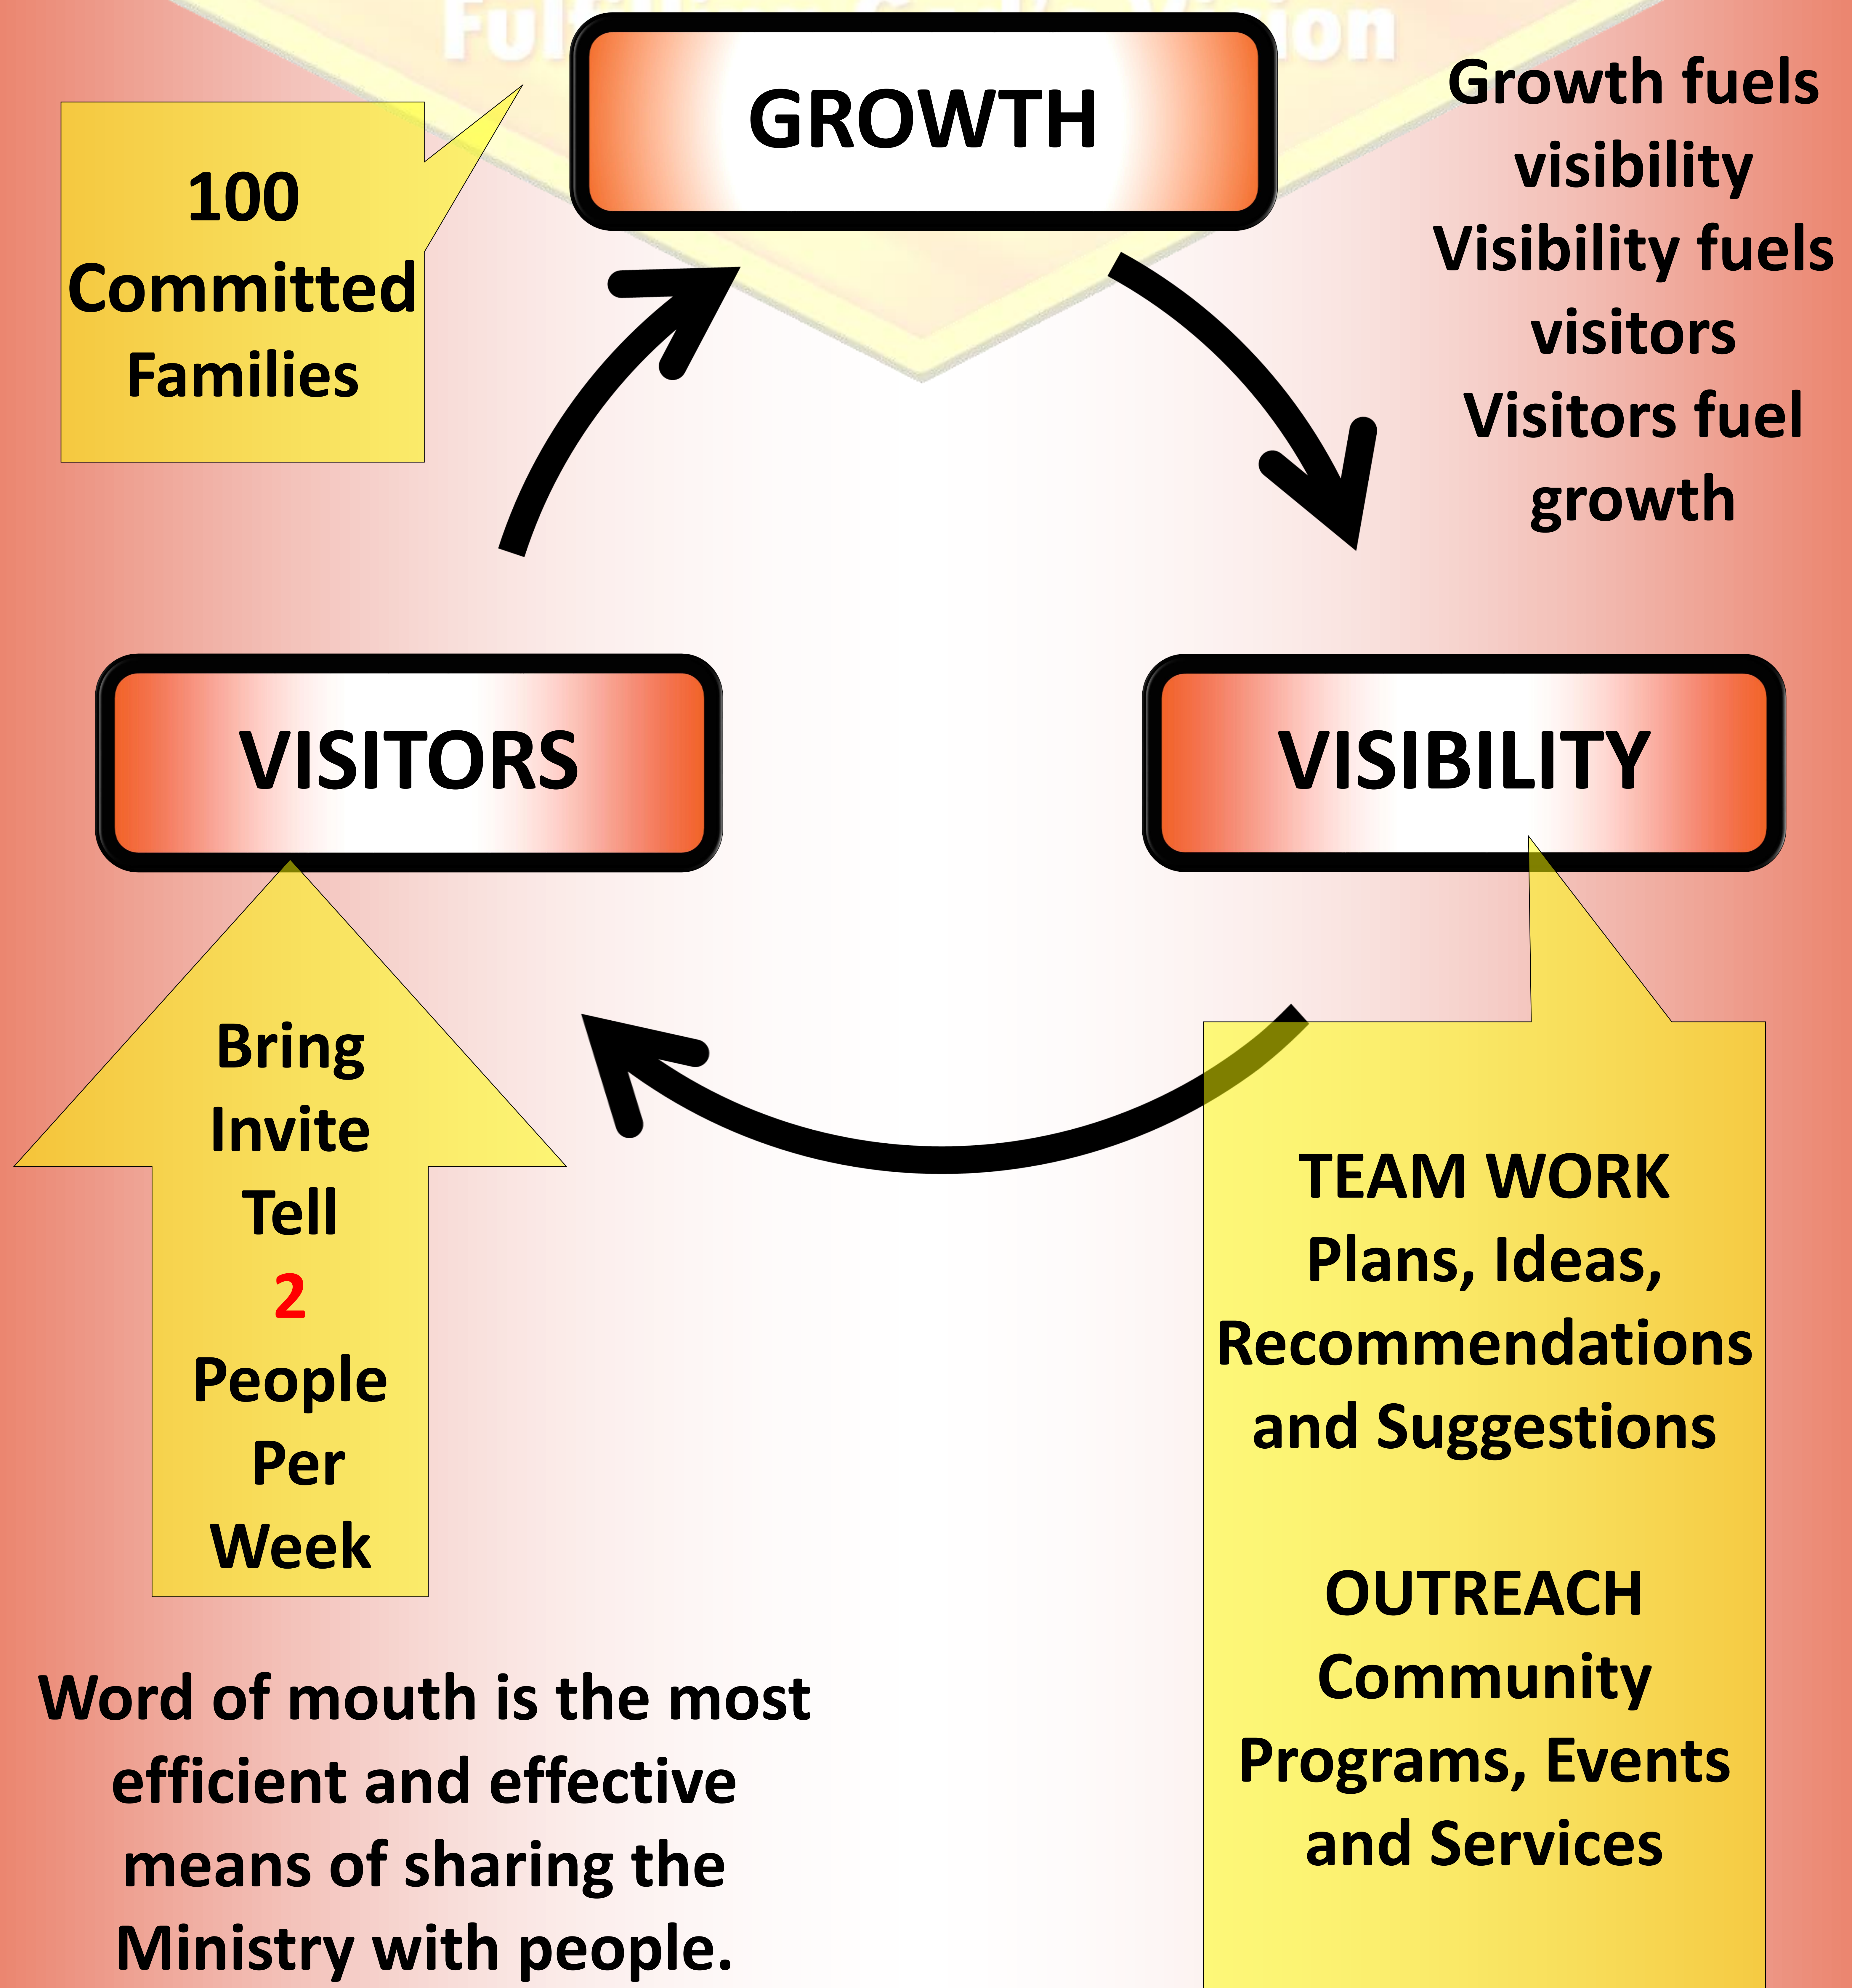 GROWTH
100
Committed
Families
Growth fuels
visibility
Visibility fuels
visitors
Visitors fuel
growth
VISITORS
VISIBILITY
Bring
Invite
Tell
2
People
Per
Week
TEAM WORK
Plans, Ideas,
Recommendations
and Suggestions
OUTREACH
Community
Programs, Events
and Services
Word of mouth is the most
efficient and effective
means of sharing the
Ministry with people.